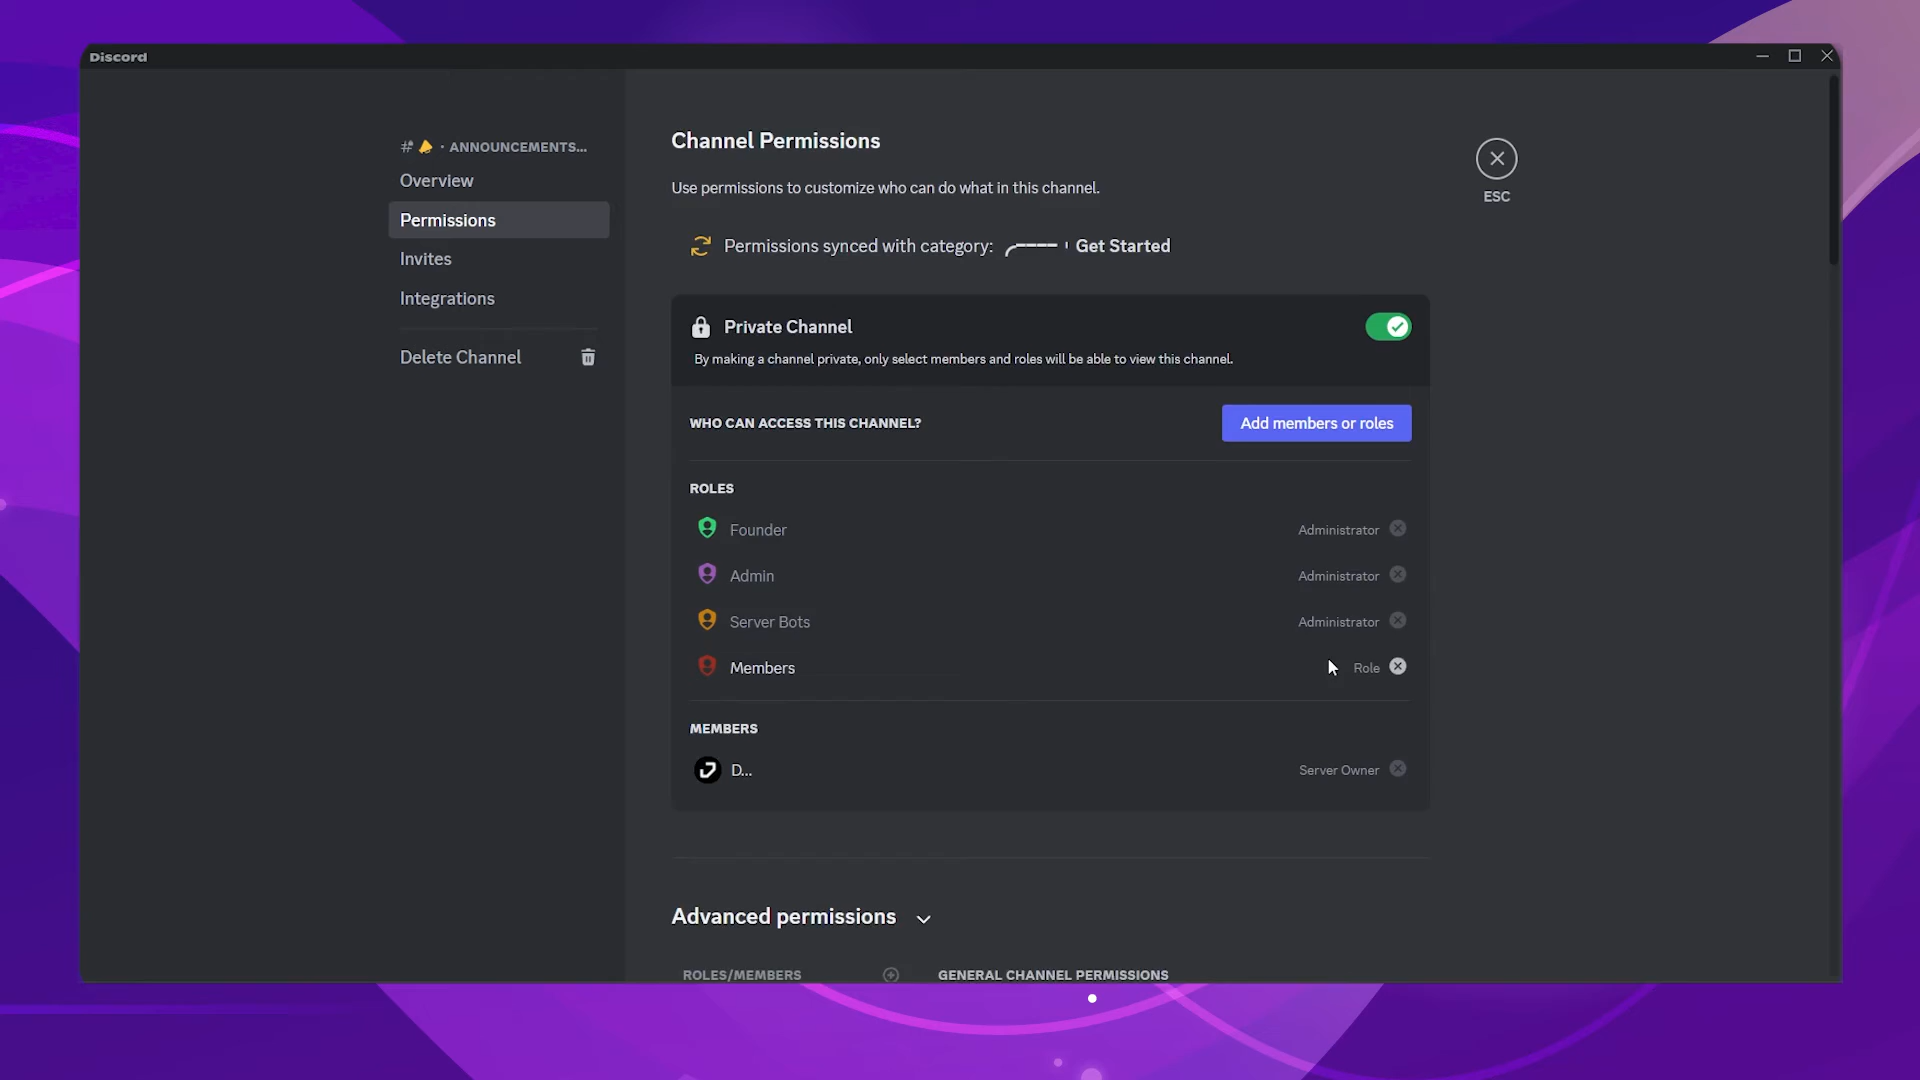 Discord
# · ANNOUNCEMENTS...
Overview
Permissions
Invites
Integrations
Delete Channel
Channel Permissions
Use permissions to customize who can do what in this channel.
ESC
Permissions synced with category: ╭──── ╵ Get Started
Private Channel
By making a channel private, only select members and roles will be able to view this channel.
WHO CAN ACCESS THIS CHANNEL?
Add members or roles
ROLES
Founder Administrator
Admin Administrator
Server Bots Administrator
Members Role
MEMBERS
D... Server Owner
Advanced permissions
ROLES/MEMBERS
GENERAL CHANNEL PERMISSIONS